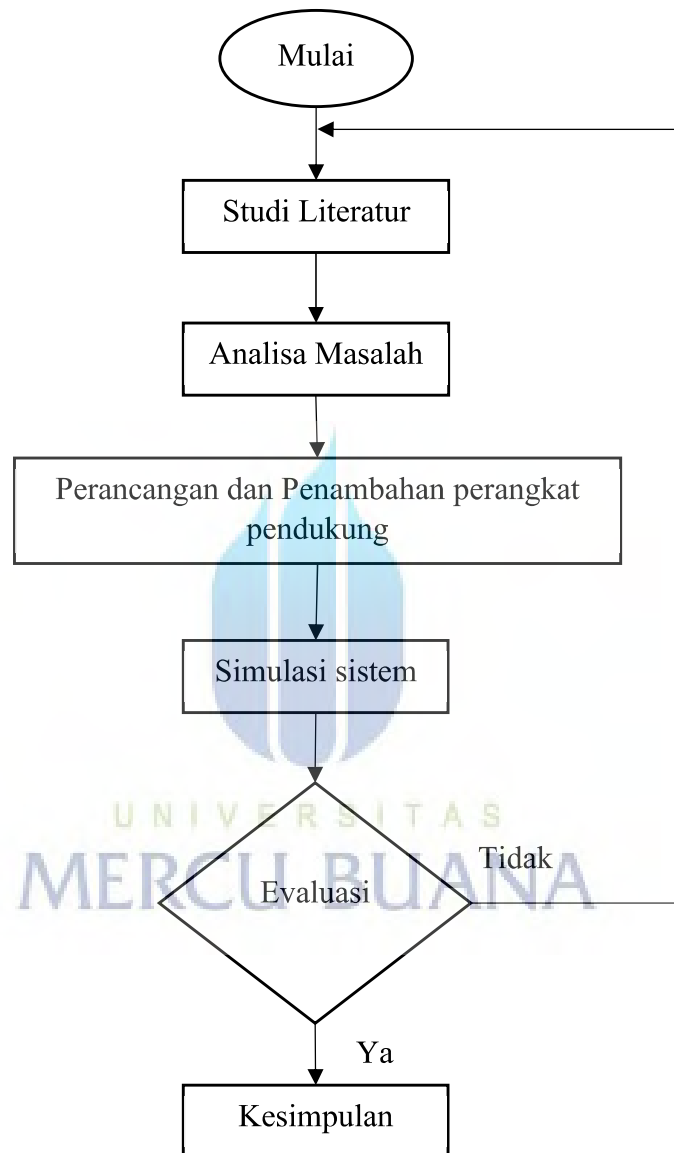 Mulai
Studi Literatur
Analisa Masalah
Perancangan dan Penambahan perangkat
pendukung
Simulasi sistem
UNIVERSITAS
MERCU BUANA
Tidak
Evaluasi
Ya
Kesimpulan